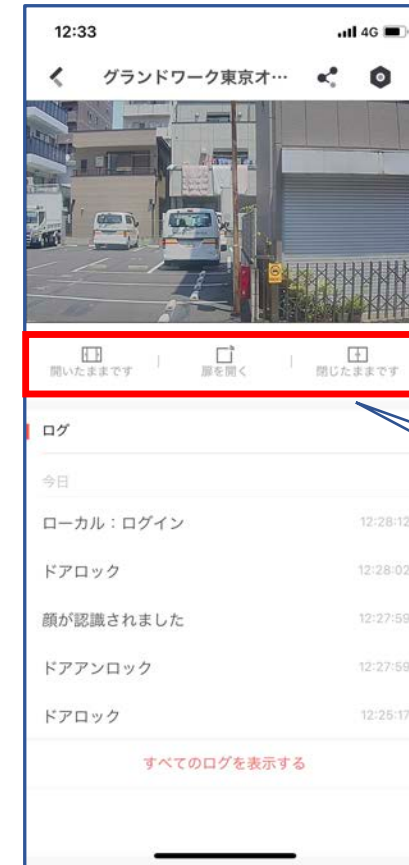 12:33
4G
グランドワーク東京オ…
開いたままです
扉を開く
閉じたままです
ログ
今日
ローカル：ログイン 12:28:12
ドアロック 12:28:02
顔が認識されました 12:27:59
ドアアンロック 12:27:59
ドアロック 12:25:17
すべてのログを表示する